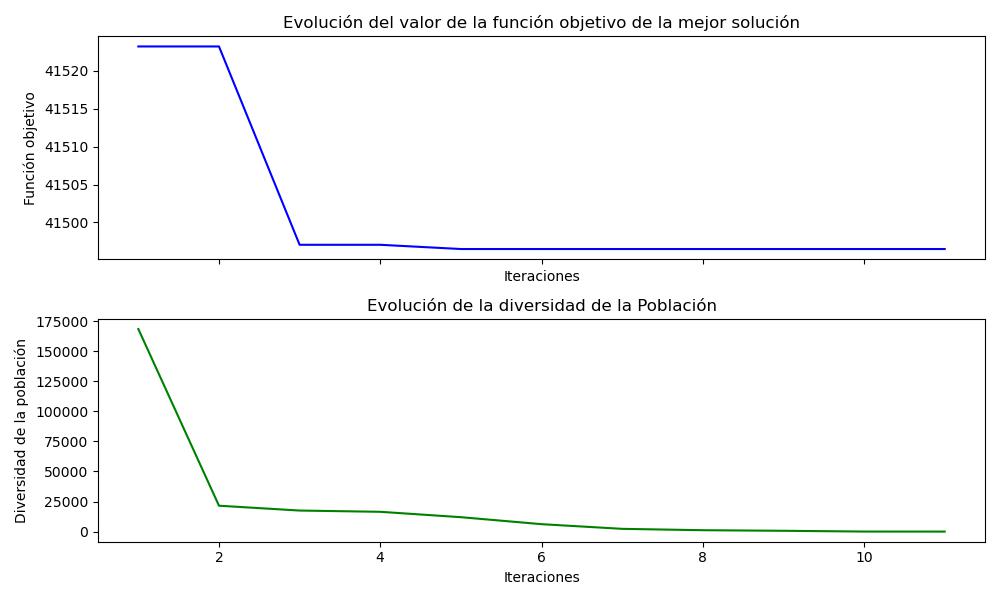 Evolución del valor de la función objetivo de la mejor solución
Función objetivo
41520
41515
41510
41505
41500
Iteraciones
Evolución de la diversidad de la Población
Diversidad de la población
175000
150000
125000
100000
75000
50000
25000
0
2 4 6 8 10
Iteraciones